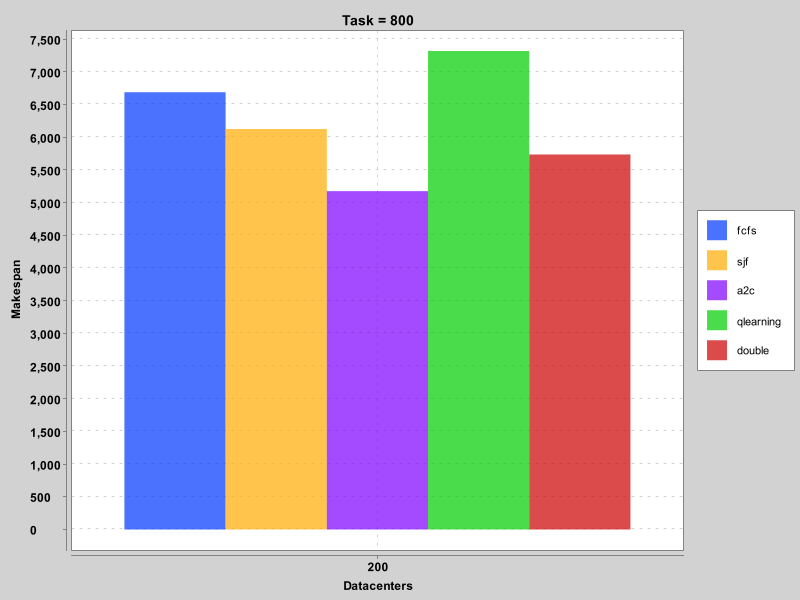 Task = 800
7,500
7,000
6,500
6,000
5,500
5,000
4,500
4,000
3,500
3,000
2,500
2,000
1,500
1,000
500
0
Makespan
200
Datacenters
fcfs
sjf
a2c
qlearning
double